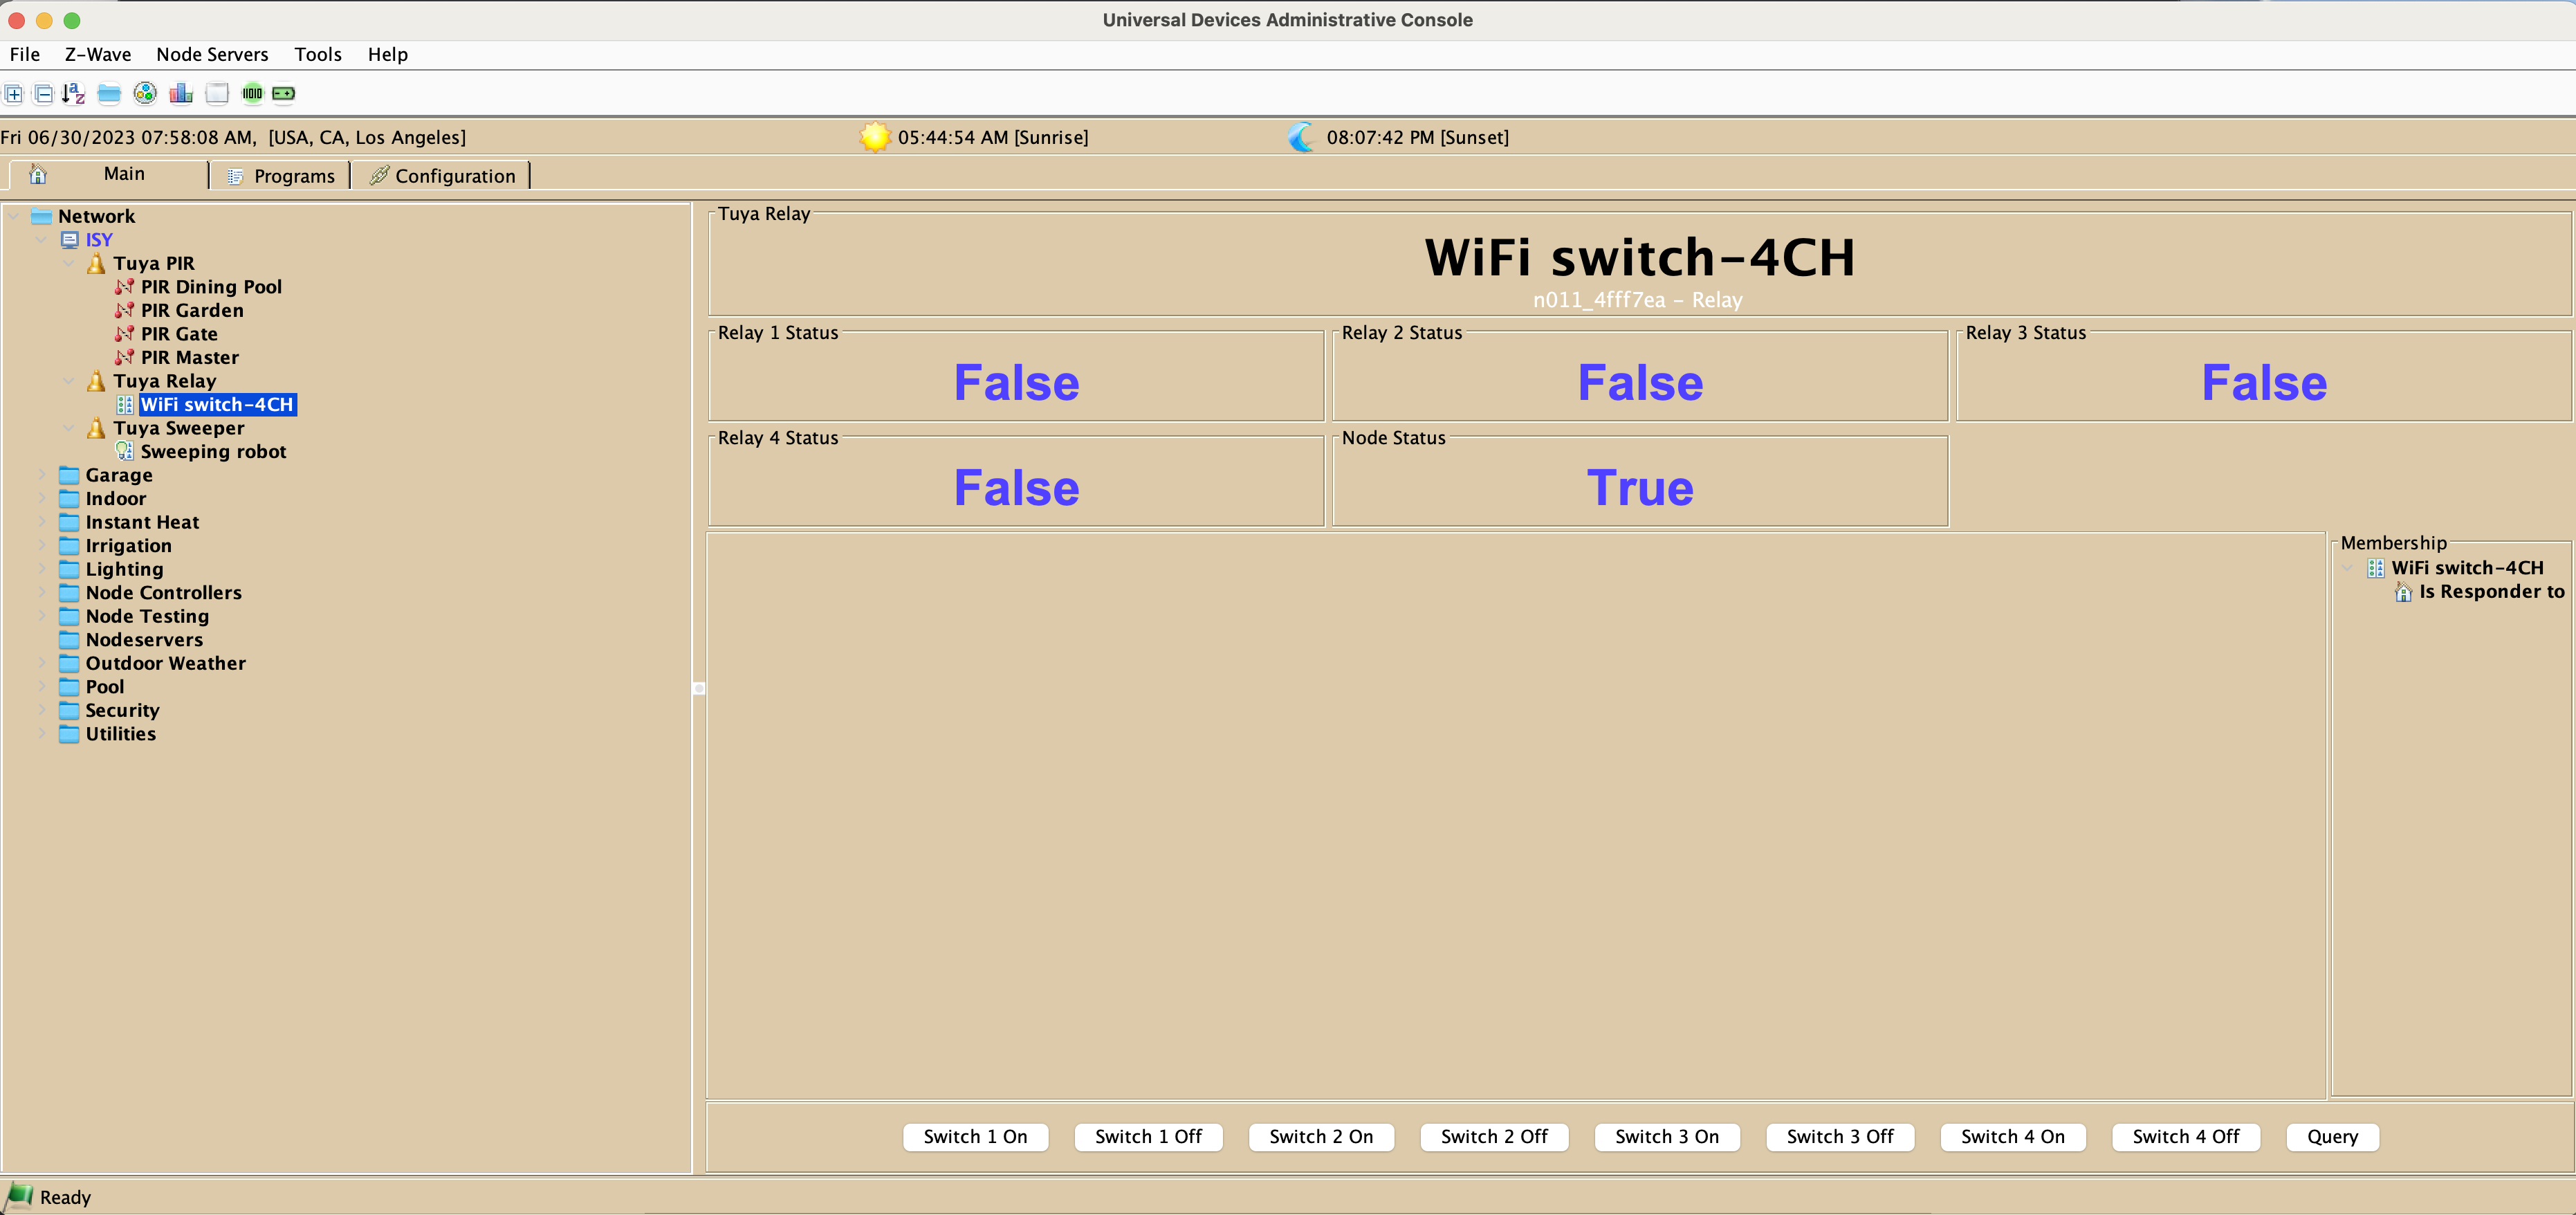 Universal Devices Administrative Console
File Z-Wave Node Servers Tools Help
Fri 06/30/2023 07:58:08 AM, [USA, CA, Los Angeles] 05:44:54 AM [Sunrise] 08:07:42 PM [Sunset]
Main Programs Configuration
Network
ISY
Tuya PIR
PIR Dining Pool
PIR Garden
PIR Gate
PIR Master
Tuya Relay
WiFi switch-4CH
Tuya Sweeper
Sweeping robot
Garage
Indoor
Instant Heat
Irrigation
Lighting
Node Controllers
Node Testing
Nodeservers
Outdoor Weather
Pool
Security
Utilities
Tuya Relay
WiFi switch-4CH
n011_4fff7ea - Relay
Relay 1 Status
False
Relay 2 Status
False
Relay 3 Status
False
Relay 4 Status
False
Node Status
True
Membership
WiFi switch-4CH
Is Responder to
Switch 1 On Switch 1 Off Switch 2 On Switch 2 Off Switch 3 On Switch 3 Off Switch 4 On Switch 4 Off Query
Ready